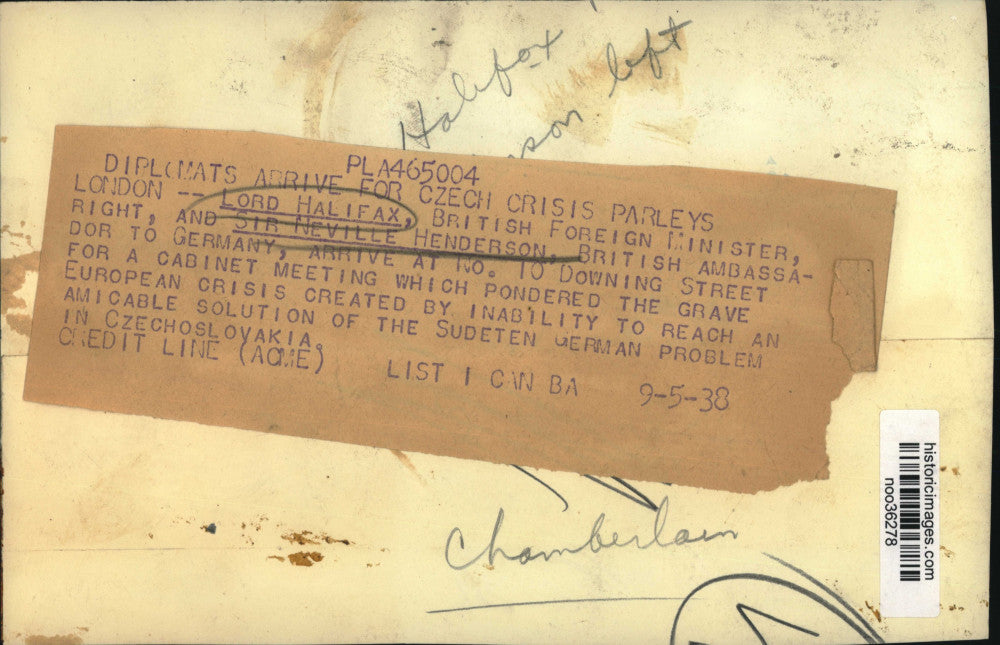 Halifax
left
son
PLA465004
DIPLOMATS ARRIVE FOR CZECH CRISIS PARLEYS
LONDON -- LORD HALIFAX, BRITISH FOREIGN MINISTER,
RIGHT, AND SIR NEVILLE HENDERSON, BRITISH AMBASSA-
DOR TO GERMANY, ARRIVE AT NO. 10 DOWNING STREET
FOR A CABINET MEETING WHICH PONDERED THE GRAVE
EUROPEAN CRISIS CREATED BY INABILITY TO REACH AN
AMICABLE SOLUTION OF THE SUDETEN GERMAN PROBLEM
IN CZECHOSLOVAKIA.
CREDIT LINE (ACME) LIST I CAN BA 9-5-38
Chamberlain
historicimages.com
noo36278